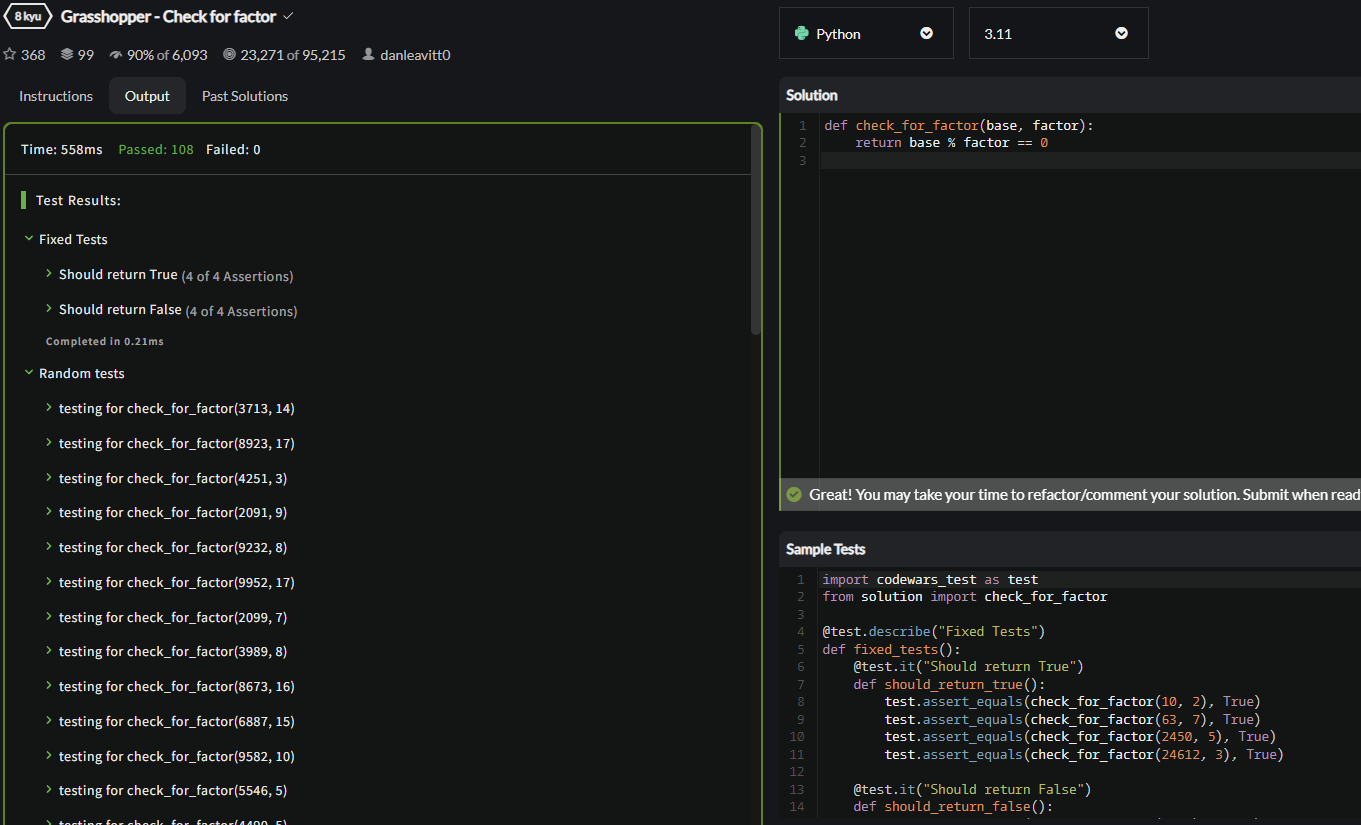 8 kyu Grasshopper - Check for factor
368 99 90% of 6,093 23,271 of 95,215 danleavitt0
Instructions Output Past Solutions
Time: 558ms Passed: 108 Failed: 0
Test Results:
Fixed Tests
Should return True (4 of 4 Assertions)
Should return False (4 of 4 Assertions)
Completed in 0.21ms
Random tests
testing for check_for_factor(3713, 14)
testing for check_for_factor(8923, 17)
testing for check_for_factor(4251, 3)
testing for check_for_factor(2091, 9)
testing for check_for_factor(9232, 8)
testing for check_for_factor(9952, 17)
testing for check_for_factor(2099, 7)
testing for check_for_factor(3989, 8)
testing for check_for_factor(8673, 16)
testing for check_for_factor(6887, 15)
testing for check_for_factor(9582, 10)
testing for check_for_factor(5546, 5)
testing for check_for_factor(4490, 5)
Python 3.11
Solution
1 def check_for_factor(base, factor):
2     return base % factor == 0
3
Great! You may take your time to refactor/comment your solution. Submit when read
Sample Tests
1 import codewars_test as test
2 from solution import check_for_factor
3
4 @test.describe("Fixed Tests")
5 def fixed_tests():
6     @test.it("Should return True")
7     def should_return_true():
8         test.assert_equals(check_for_factor(10, 2), True)
9         test.assert_equals(check_for_factor(63, 7), True)
10         test.assert_equals(check_for_factor(2450, 5), True)
11         test.assert_equals(check_for_factor(24612, 3), True)
12
13     @test.it("Should return False")
14     def should_return_false():